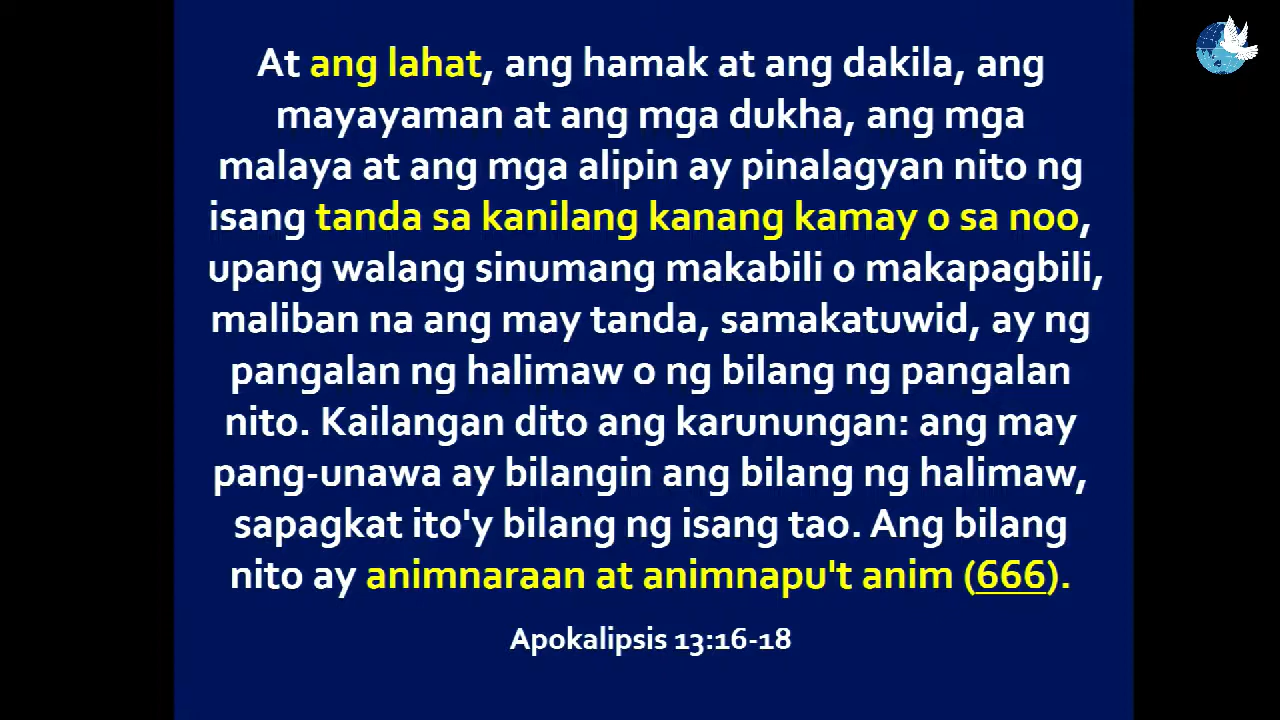 At ang lahat, ang hamak at ang dakila, ang
mayayaman at ang mga dukha, ang mga
malaya at ang mga alipin ay pinalagyan nito ng
isang tanda sa kanilang kanang kamay o sa noo,
upang walang sinumang makabili o makapagbili,
maliban na ang may tanda, samakatuwid, ay ng
pangalan ng halimaw o ng bilang ng pangalan
nito. Kailangan dito ang karunungan: ang may
pang-unawa ay bilangin ang bilang ng halimaw,
sapagkat ito'y bilang ng isang tao. Ang bilang
nito ay animnaraan at animnapu't anim (666).
Apokalipsis 13:16-18